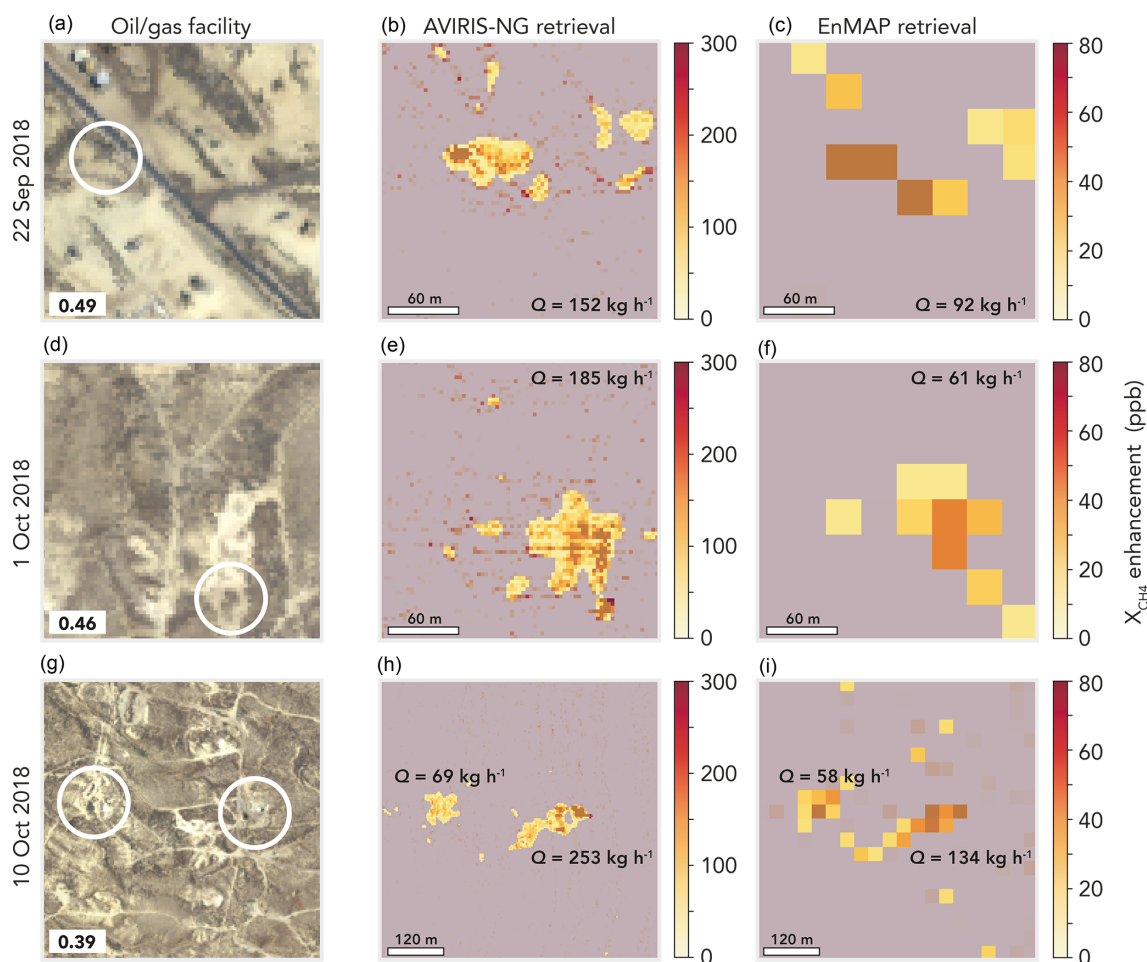 (a) Oil/gas facility
(b) AVIRIS-NG retrieval
(c) EnMAP retrieval
22 Sep 2018
0.49
60 m
Q = 152 kg h⁻¹
300
200
100
0
60 m
Q = 92 kg h⁻¹
80
60
40
20
0
(d)
(e)
(f)
1 Oct 2018
0.46
Q = 185 kg h⁻¹
60 m
300
200
100
0
Q = 61 kg h⁻¹
60 m
80
60
40
20
0
X_CH4 enhancement (ppb)
(g)
(h)
(i)
10 Oct 2018
0.39
Q = 69 kg h⁻¹
Q = 253 kg h⁻¹
120 m
300
200
100
0
Q = 58 kg h⁻¹
Q = 134 kg h⁻¹
120 m
80
60
40
20
0